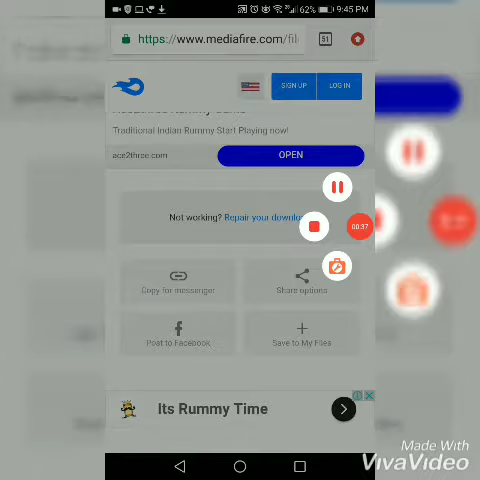 62% 9:45 PM
https://www.mediafire.com/fil
51
SIGN UP
LOG IN
Traditional Indian Rummy Start Playing now!
ace2three.com
OPEN
Not working? Repair your downlo
00:37
Copy for messenger
Share options
Post to Facebook
Save to My Files
Its Rummy Time
Made With
VivaVideo